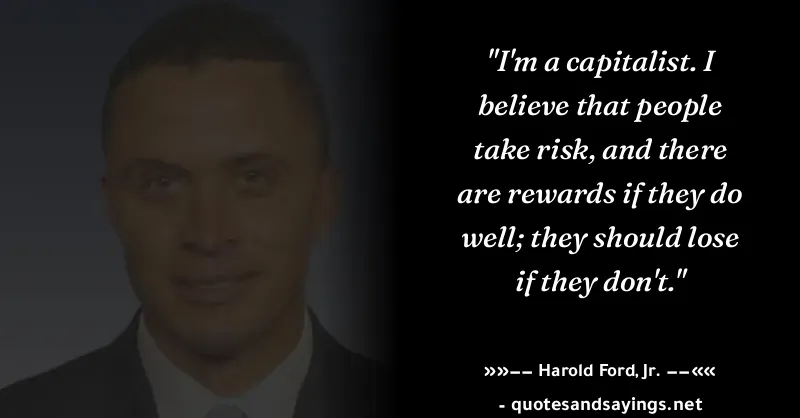 "I'm a capitalist. I
believe that people
take risk, and there
are rewards if they do
well; they should lose
if they don't."
»»−− Harold Ford, Jr. −−««
- quotesandsayings.net